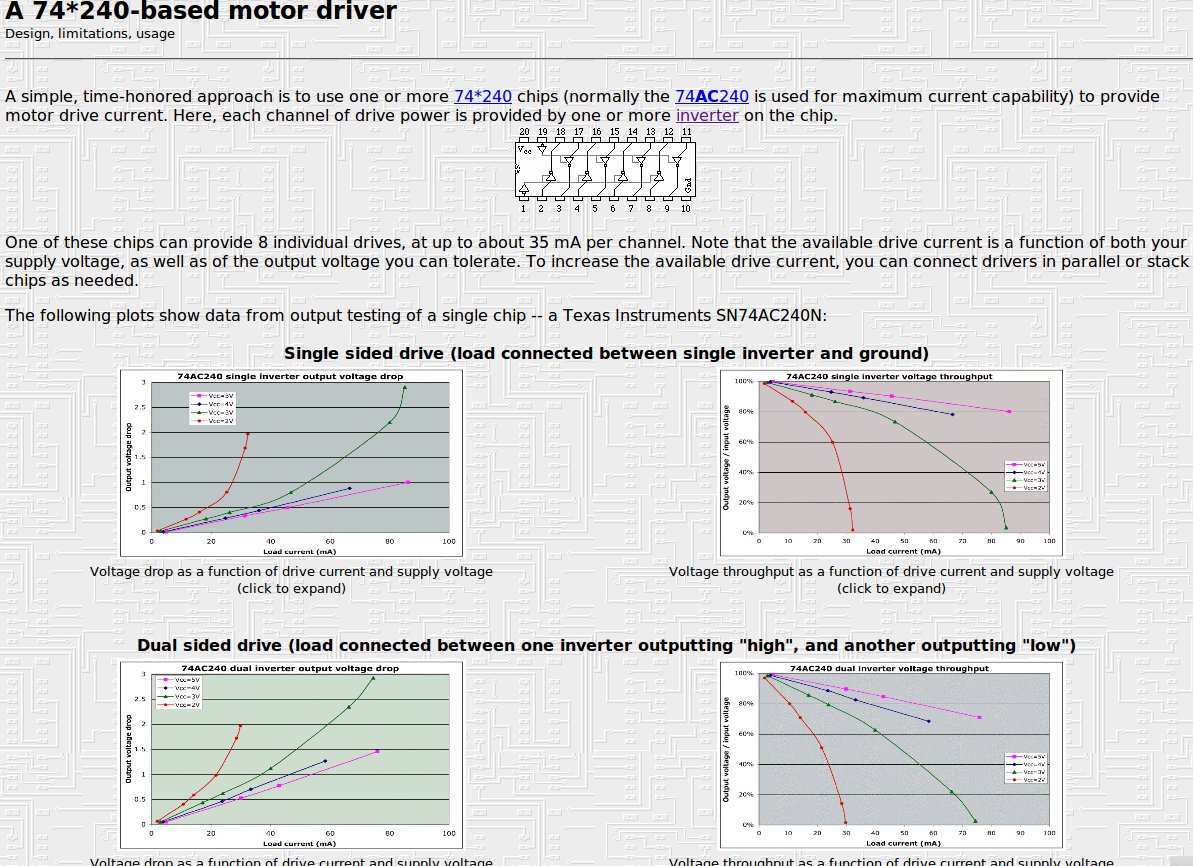 A 74*240-based motor driver
Design, limitations, usage
A simple, time-honored approach is to use one or more 74*240 chips (normally the 74AC240 is used for maximum current capability) to provide
motor drive current. Here, each channel of drive power is provided by one or more inverter on the chip.
20 19 18 17 16 15 14 13 12 11
Vcc
Gnd
1 2 3 4 5 6 7 8 9 10
One of these chips can provide 8 individual drives, at up to about 35 mA per channel. Note that the available drive current is a function of both your
supply voltage, as well as of the output voltage you can tolerate. To increase the available drive current, you can connect drivers in parallel or stack
chips as needed.
The following plots show data from output testing of a single chip -- a Texas Instruments SN74AC240N:
Single sided drive (load connected between single inverter and ground)
74AC240 single inverter output voltage drop
Output voltage drop
3
2.5
2
1.5
1
0.5
0
Vcc=5V
Vcc=4V
Vcc=3V
Vcc=2V
0 20 40 60 80 100
Load current (mA)
Voltage drop as a function of drive current and supply voltage
(click to expand)
74AC240 single inverter voltage throughput
Output voltage / input voltage
100%
80%
60%
40%
20%
0%
Vcc=5V
Vcc=4V
Vcc=3V
Vcc=2V
0 10 20 30 40 50 60 70 80 90 100
Load current (mA)
Voltage throughput as a function of drive current and supply voltage
(click to expand)
Dual sided drive (load connected between one inverter outputting "high", and another outputting "low")
74AC240 dual inverter output voltage drop
Output voltage drop
3
2.5
2
1.5
1
0.5
0
Vcc=5V
Vcc=4V
Vcc=3V
Vcc=2V
0 20 40 60 80 100
Load current (mA)
Voltage drop as a function of drive current and supply voltage
74AC240 dual inverter voltage throughput
Output voltage / input voltage
100%
80%
60%
40%
20%
0%
Vcc=5V
Vcc=4V
Vcc=3V
Vcc=2V
0 10 20 30 40 50 60 70 80 90 100
Load current (mA)
Voltage throughput as a function of drive current and supply voltage